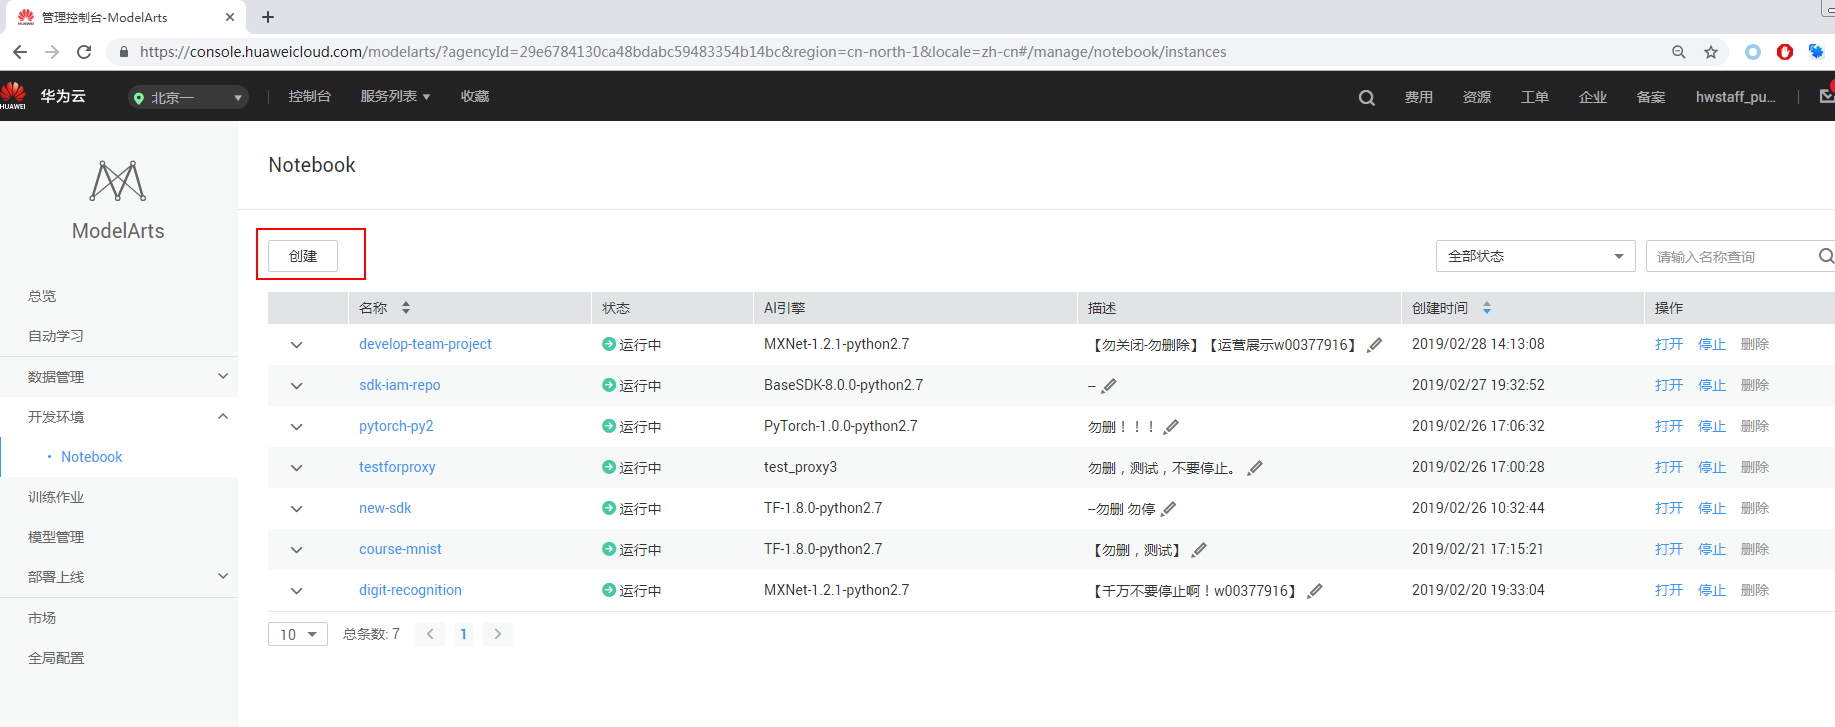 管理控制台-ModelArts
https://console.huaweicloud.com/modelarts/?agencyId=29e6784130ca48bdabc59483354b14bc&region=cn-north-1&locale=zh-cn#/manage/notebook/instances
HUAWEI 华为云 北京一 控制台 服务列表 收藏 费用 资源 工单 企业 备案 hwstaff_pu...
ModelArts
总览
自动学习
数据管理
开发环境
Notebook
训练作业
模型管理
部署上线
市场
全局配置
Notebook
创建 全部状态 请输入名称查询
名称 状态 AI引擎 描述 创建时间 操作
develop-team-project 运行中 MXNet-1.2.1-python2.7 【勿关闭-勿删除】【运营展示w00377916】 2019/02/28 14:13:08 打开 停止 删除
sdk-iam-repo 运行中 BaseSDK-8.0.0-python2.7 -- 2019/02/27 19:32:52 打开 停止 删除
pytorch-py2 运行中 PyTorch-1.0.0-python2.7 勿删！！！ 2019/02/26 17:06:32 打开 停止 删除
testforproxy 运行中 test_proxy3 勿删，测试，不要停止。 2019/02/26 17:00:28 打开 停止 删除
new-sdk 运行中 TF-1.8.0-python2.7 --勿删 勿停 2019/02/26 10:32:44 打开 停止 删除
course-mnist 运行中 TF-1.8.0-python2.7 【勿删，测试】 2019/02/21 17:15:21 打开 停止 删除
digit-recognition 运行中 MXNet-1.2.1-python2.7 【千万不要停止啊！w00377916】 2019/02/20 19:33:04 打开 停止 删除
10 总条数: 7 1